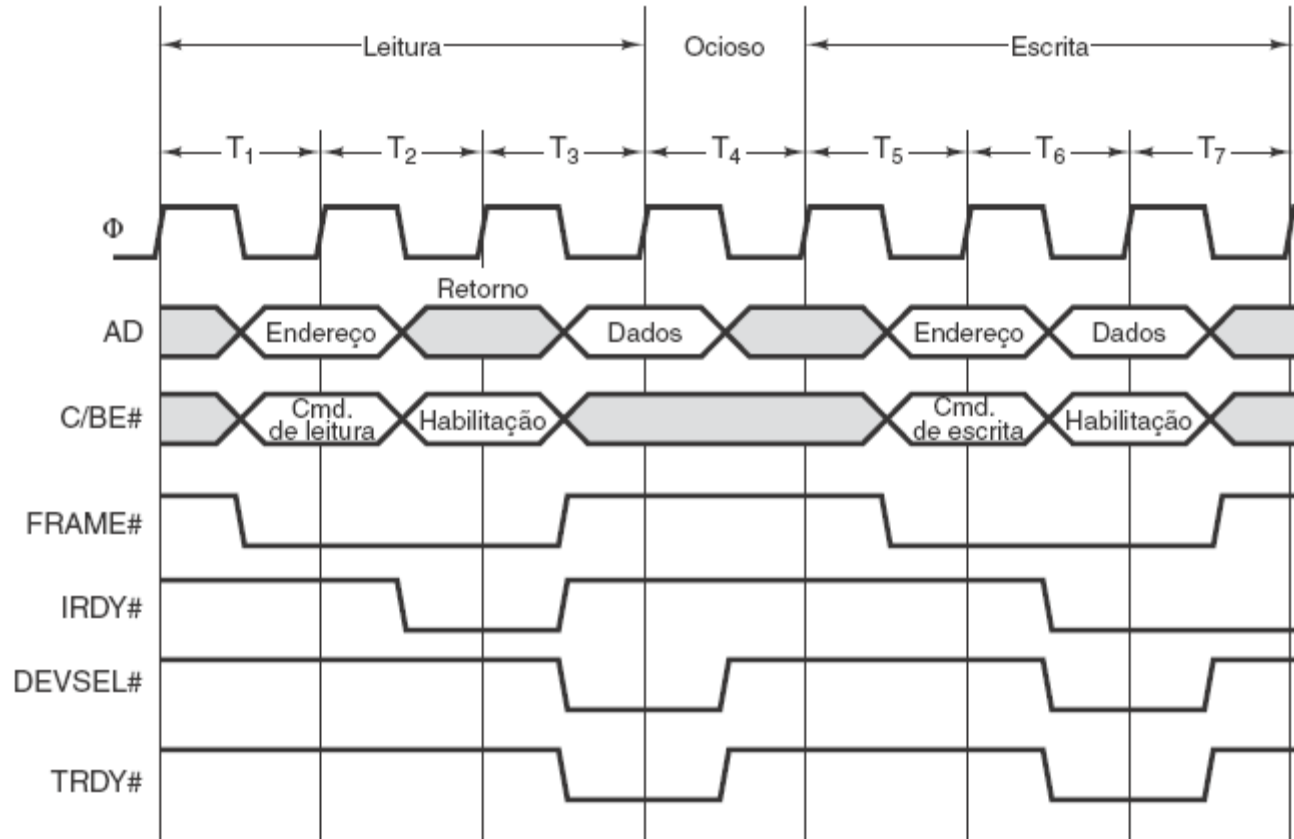 Leitura Ocioso Escrita
T₁ T₂ T₃ T₄ T₅ T₆ T₇
Φ
Retorno
AD Endereço Dados Endereço Dados
C/BE# Cmd. de leitura Habilitação Cmd. de escrita Habilitação
FRAME#
IRDY#
DEVSEL#
TRDY#